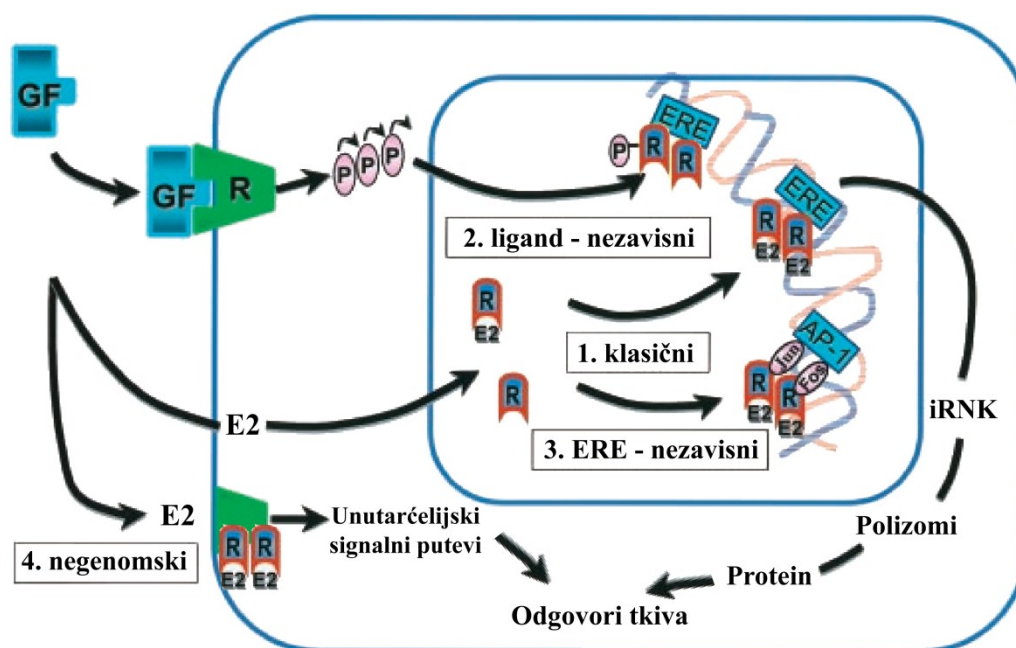 GF
GF
R
P
P
P
P
R
R
ERE
2. ligand - nezavisni
ERE
R
R
E2
E2
R
E2
1. klasični
R
AP-1
Jun
Fos
R
R
E2
E2
3. ERE - nezavisni
E2
iRNK
E2
4. negenomski
R
R
E2
E2
Unutarćelijski
signalni putevi
Polizomi
Protein
Odgovori tkiva